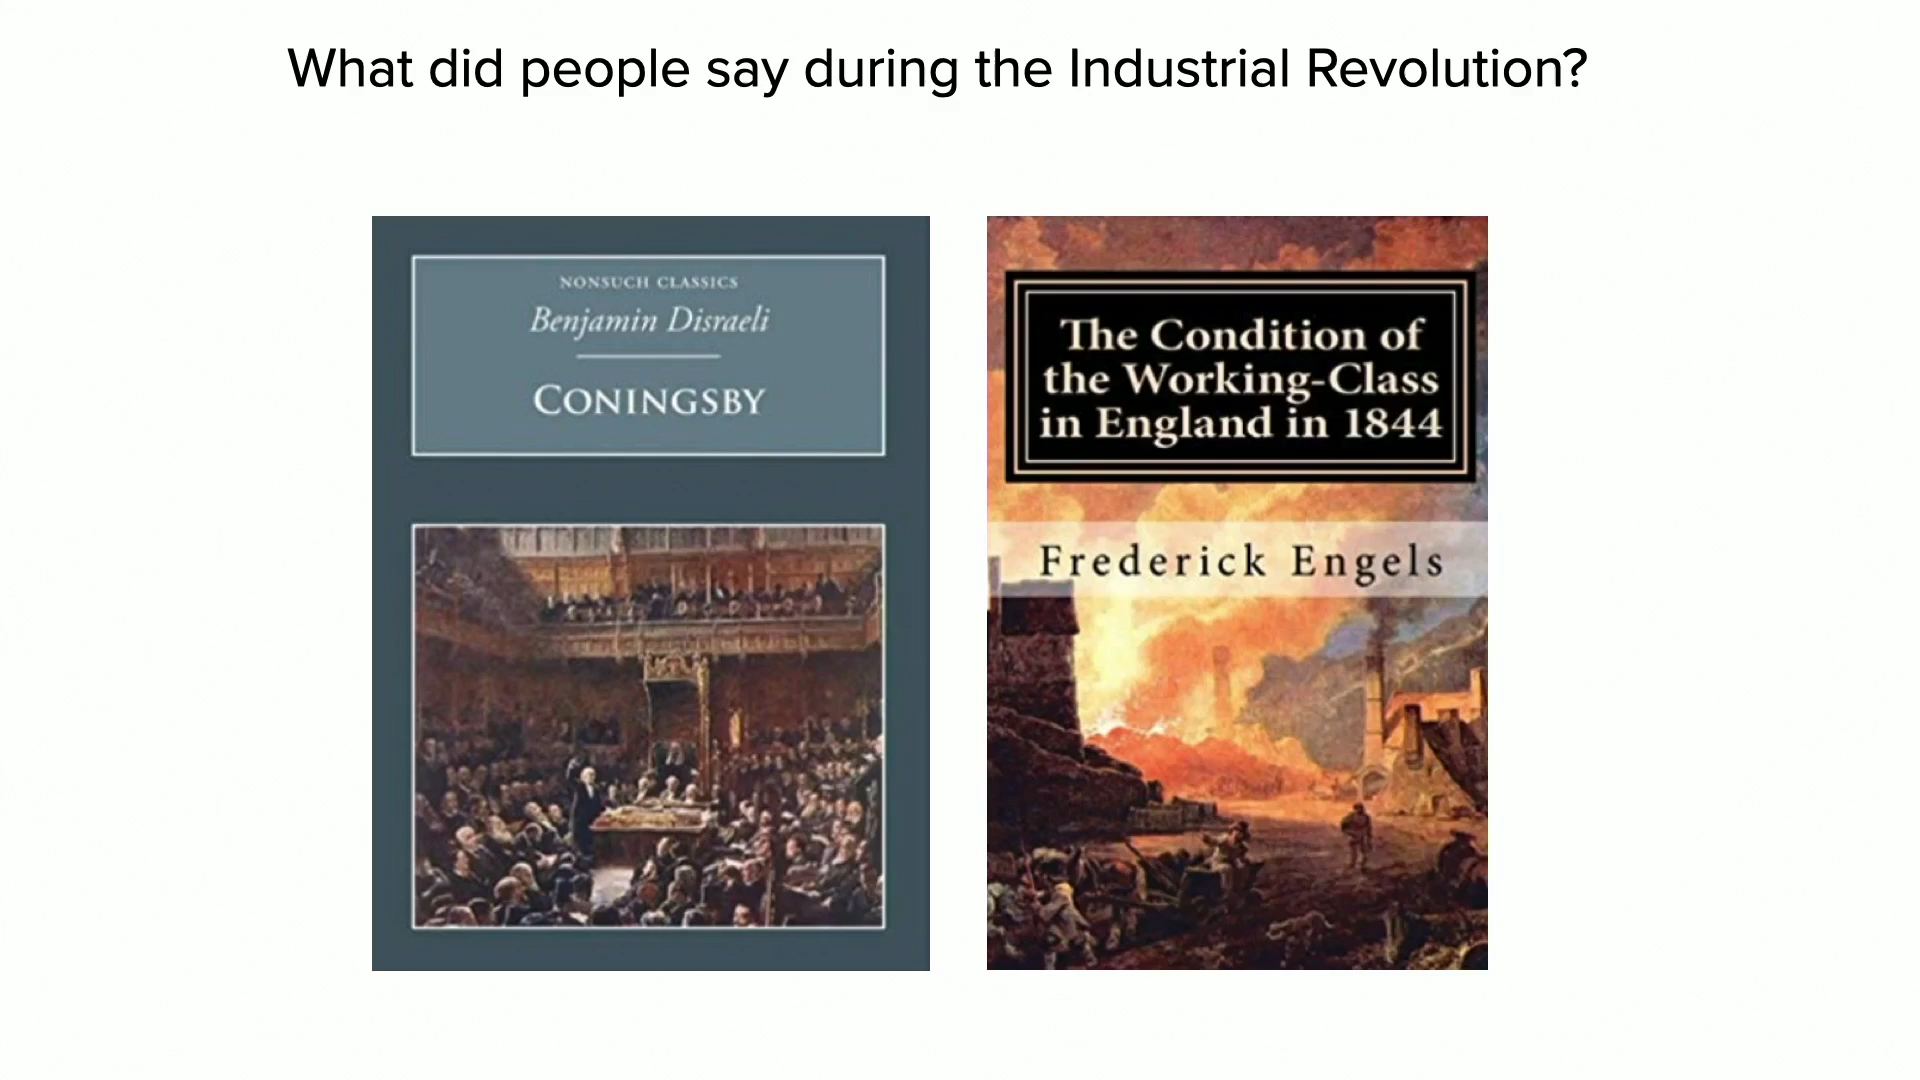 What did people say during the Industrial Revolution?
NONSUCH CLASSICS
Benjamin Disraeli
CONINGSBY
The Condition of
the Working-Class
in England in 1844
Frederick Engels